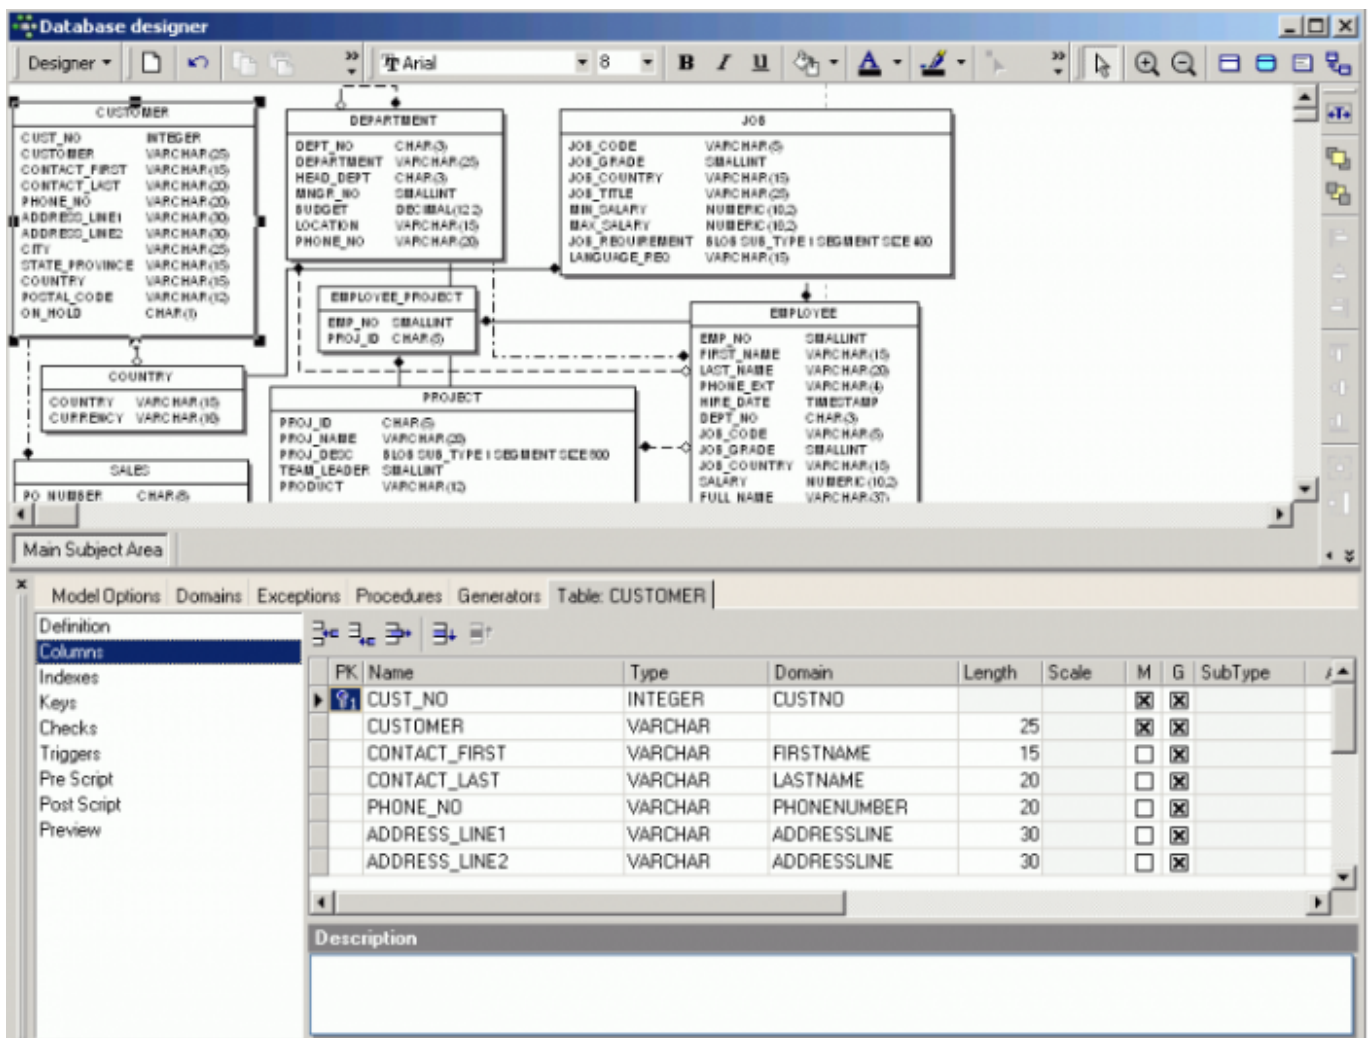 Database designer
Designer
Arial
8
B I U A
CUSTOMER
CUST_NO INTEGER
CUSTOMER VARCHAR(25)
CONTACT_FIRST VARCHAR(15)
CONTACT_LAST VARCHAR(20)
PHONE_NO VARCHAR(20)
ADDRESS_LINE1 VARCHAR(30)
ADDRESS_LINE2 VARCHAR(30)
CITY VARCHAR(25)
STATE_PROVINCE VARCHAR(15)
COUNTRY VARCHAR(15)
POSTAL_CODE VARCHAR(12)
ON_HOLD CHAR(1)
DEPARTMENT
DEPT_NO CHAR(3)
DEPARTMENT VARCHAR(25)
HEAD_DEPT CHAR(3)
MNGR_NO SMALLINT
BUDGET DECIMAL(12,2)
LOCATION VARCHAR(15)
PHONE_NO VARCHAR(20)
JOB
JOB_CODE VARCHAR(5)
JOB_GRADE SMALLINT
JOB_COUNTRY VARCHAR(15)
JOB_TITLE VARCHAR(25)
MIN_SALARY NUMERIC(10,2)
MAX_SALARY NUMERIC(10,2)
JOB_REQUIREMENT BLOB SUB_TYPE 1 SEGMENT SIZE 400
LANGUAGE_REQ VARCHAR(15)
EMPLOYEE_PROJECT
EMP_NO SMALLINT
PROJ_ID CHAR(5)
EMPLOYEE
EMP_NO SMALLINT
FIRST_NAME VARCHAR(15)
LAST_NAME VARCHAR(20)
PHONE_EXT VARCHAR(4)
HIRE_DATE TIMESTAMP
DEPT_NO CHAR(3)
JOB_CODE VARCHAR(5)
JOB_GRADE SMALLINT
JOB_COUNTRY VARCHAR(15)
SALARY NUMERIC(10,2)
FULL_NAME VARCHAR(37)
COUNTRY
COUNTRY VARCHAR(15)
CURRENCY VARCHAR(10)
PROJECT
PROJ_ID CHAR(5)
PROJ_NAME VARCHAR(20)
PROJ_DESC BLOB SUB_TYPE 1 SEGMENT SIZE 800
TEAM_LEADER SMALLINT
PRODUCT VARCHAR(12)
SALES
PO_NUMBER CHAR(8)
Main Subject Area
Model Options Domains Exceptions Procedures Generators Table: CUSTOMER
Definition
Columns
Indexes
Keys
Checks
Triggers
Pre Script
Post Script
Preview
PK Name Type Domain Length Scale M G SubType
1 CUST_NO INTEGER CUSTNO
CUSTOMER VARCHAR 25
CONTACT_FIRST VARCHAR FIRSTNAME 15
CONTACT_LAST VARCHAR LASTNAME 20
PHONE_NO VARCHAR PHONENUMBER 20
ADDRESS_LINE1 VARCHAR ADDRESSLINE 30
ADDRESS_LINE2 VARCHAR ADDRESSLINE 30
Description